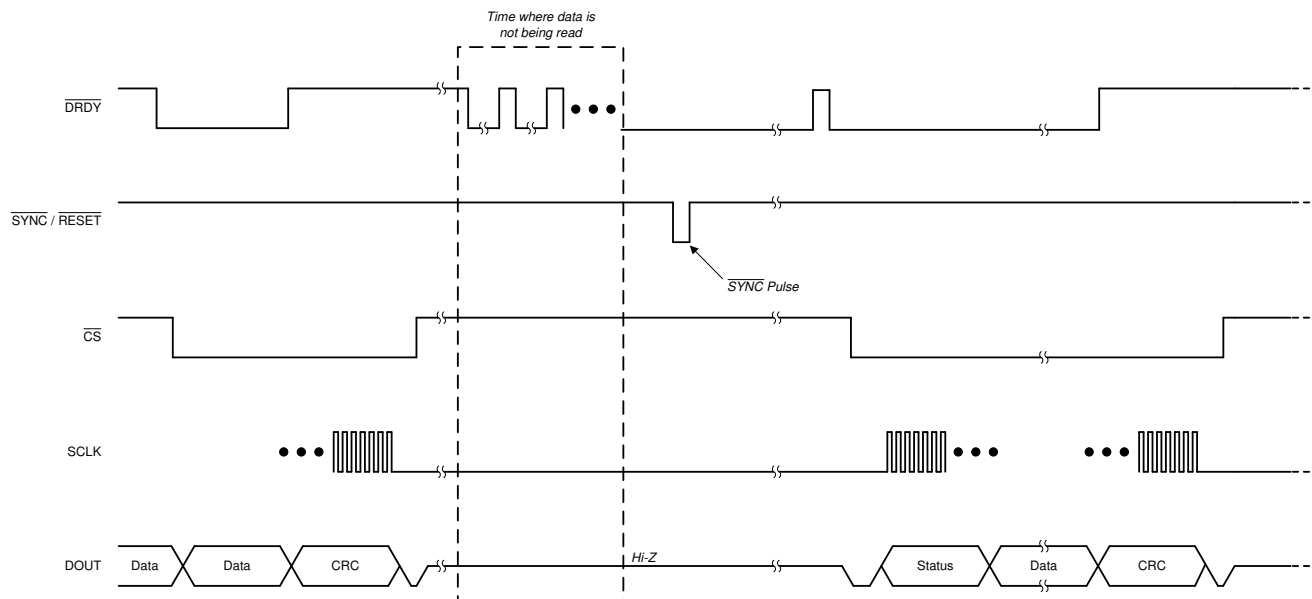 Time where data is
not being read
DRDY
SYNC / RESET
SYNC Pulse
CS
SCLK
DOUT
Data
Data
CRC
Hi-Z
Status
Data
CRC